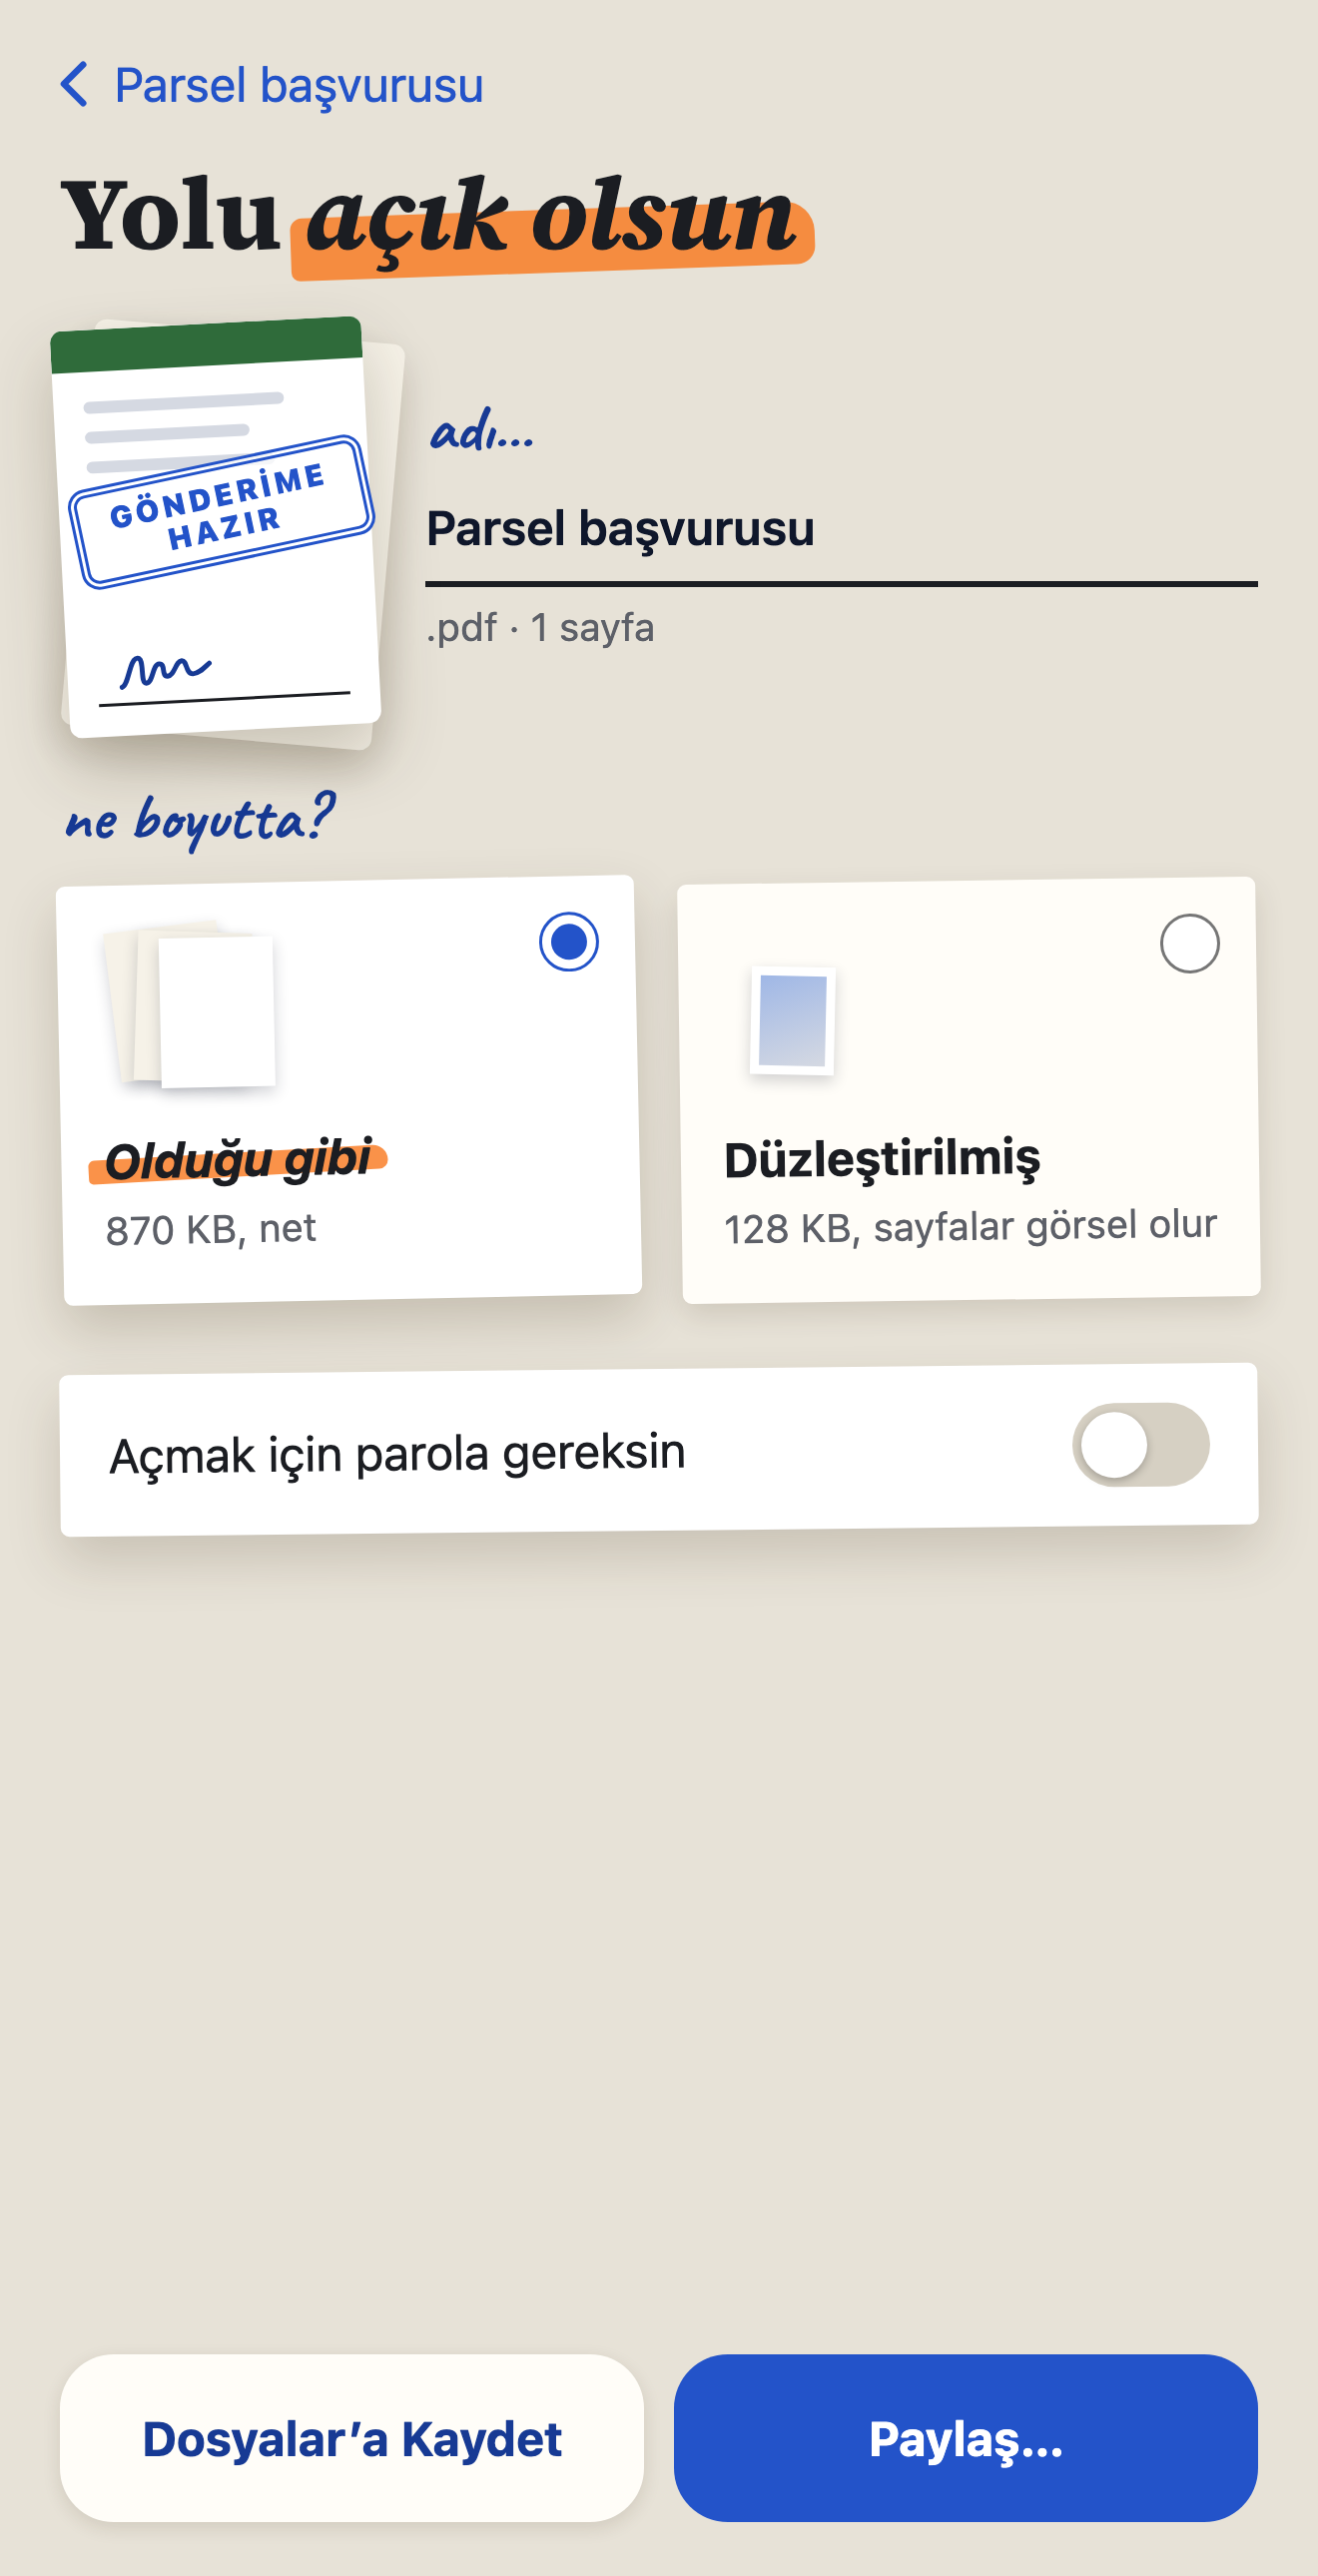 Parsel başvurusu
Yolu açık olsun
GÖNDERİME
HAZIR
adı...
Parsel başvurusu
.pdf · 1 sayfa
ne boyutta?
Olduğu gibi
870 KB, net
Düzleştirilmiş
128 KB, sayfalar görsel olur
Açmak için parola gereksin
Dosyalar’a Kaydet
Paylaş...